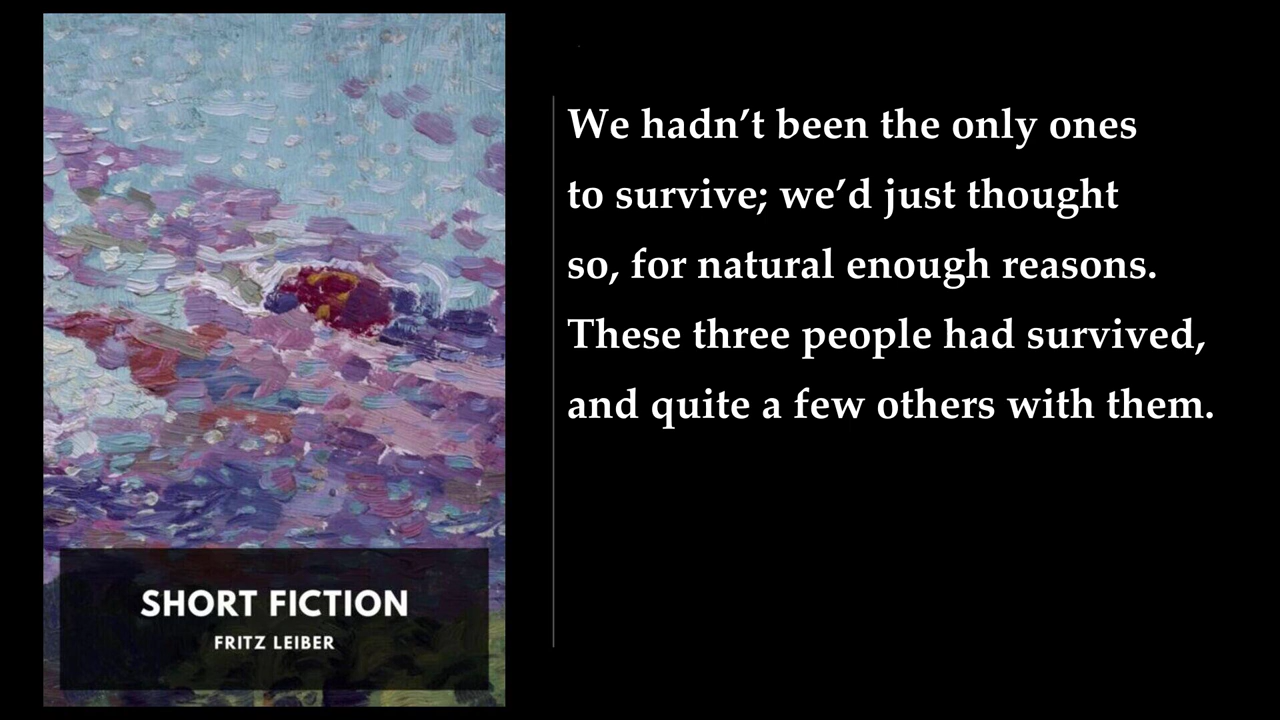 We hadn’t been the only ones
to survive; we’d just thought
so, for natural enough reasons.
These three people had survived,
and quite a few others with them.
SHORT FICTION
FRITZ LEIBER